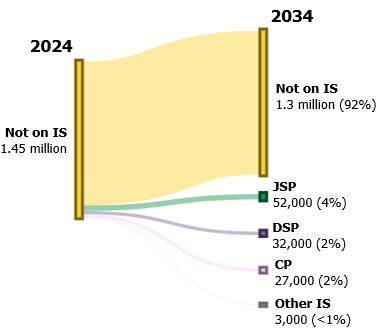 2024
2034
Not on IS
1.45 million
Not on IS
1.3 million (92%)
JSP
52,000 (4%)
DSP
32,000 (2%)
CP
27,000 (2%)
Other IS
3,000 (<1%)